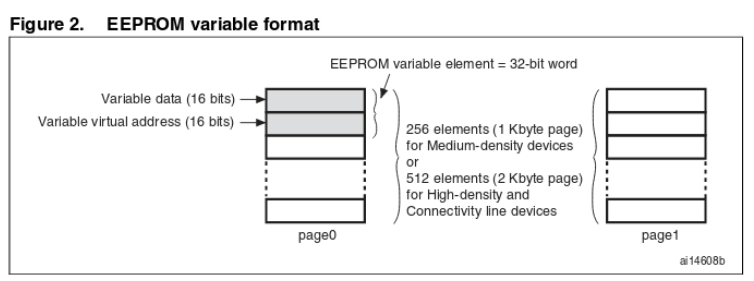 Figure 2. EEPROM variable format
EEPROM variable element = 32-bit word
Variable data (16 bits)
Variable virtual address (16 bits)
256 elements (1 Kbyte page)
for Medium-density devices
or
512 elements (2 Kbyte page)
for High-density and
Connectivity line devices
page0
page1
ai14608b